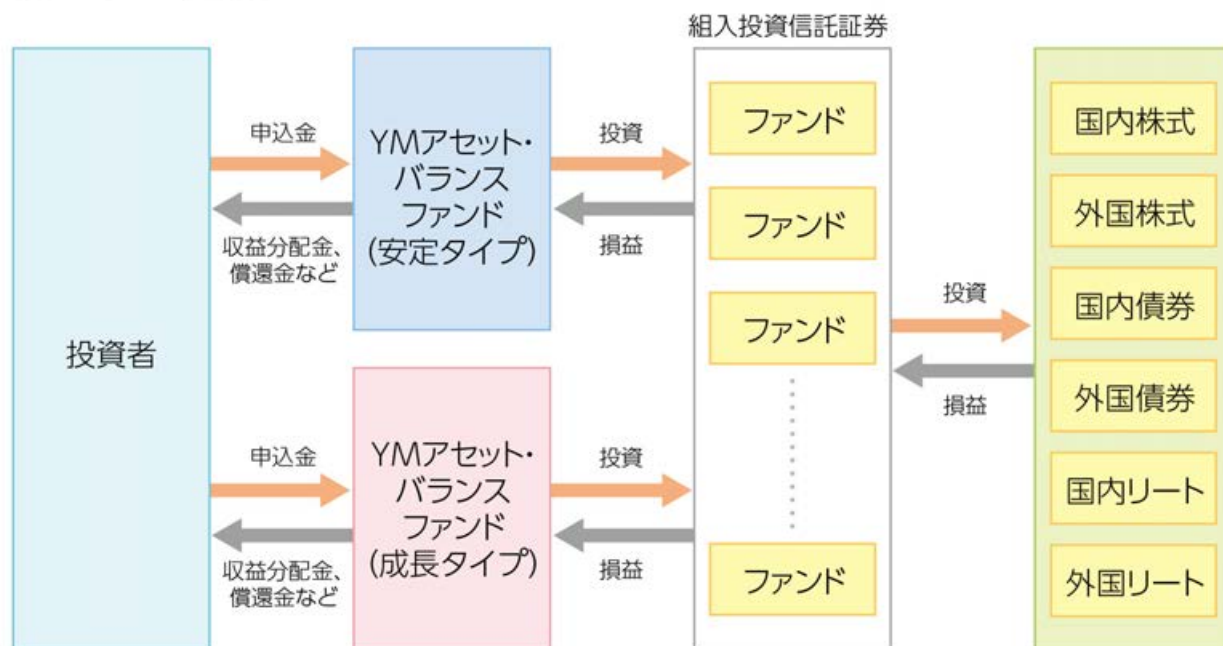 組入投資信託証券
投資者
申込金
収益分配金、
償還金など
YMアセット・
バランス
ファンド
(安定タイプ)
投資
損益
申込金
収益分配金、
償還金など
YMアセット・
バランス
ファンド
(成長タイプ)
投資
損益
ファンド
ファンド
ファンド
ファンド
投資
損益
国内株式
外国株式
国内債券
外国債券
国内リート
外国リート